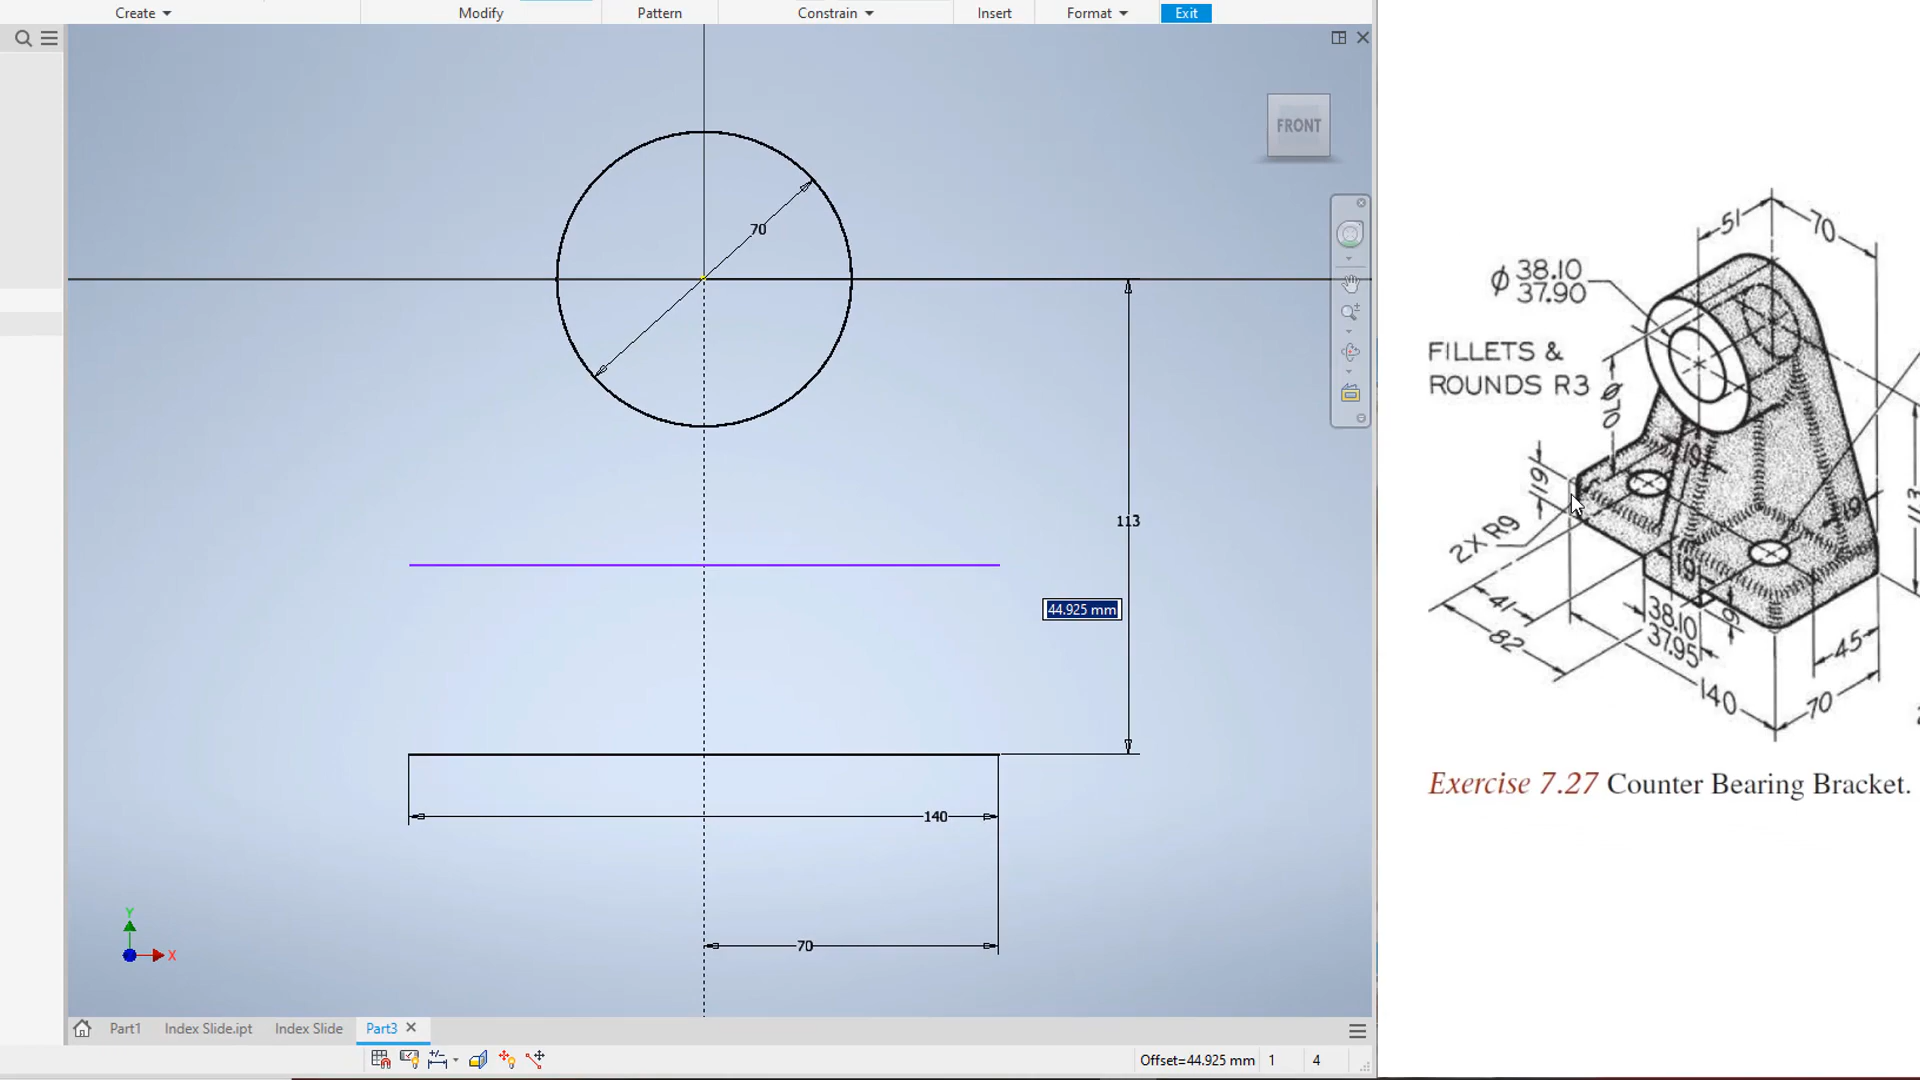 Create
Modify
Pattern
Constrain
Insert
Format
Exit
FRONT
70
113
44.925 mm
140
70
Y
X
Part1
Index Slide.ipt
Index Slide
Part3
Offset=44.925 mm
1
4
51
70
ϕ 38.10
37.90
FILLETS &
ROUNDS R3
ϕ70
19
19
19
2X R9
19
41
82
38.10
37.95
9
45
140
70
Exercise 7.27 Counter Bearing Bracket.